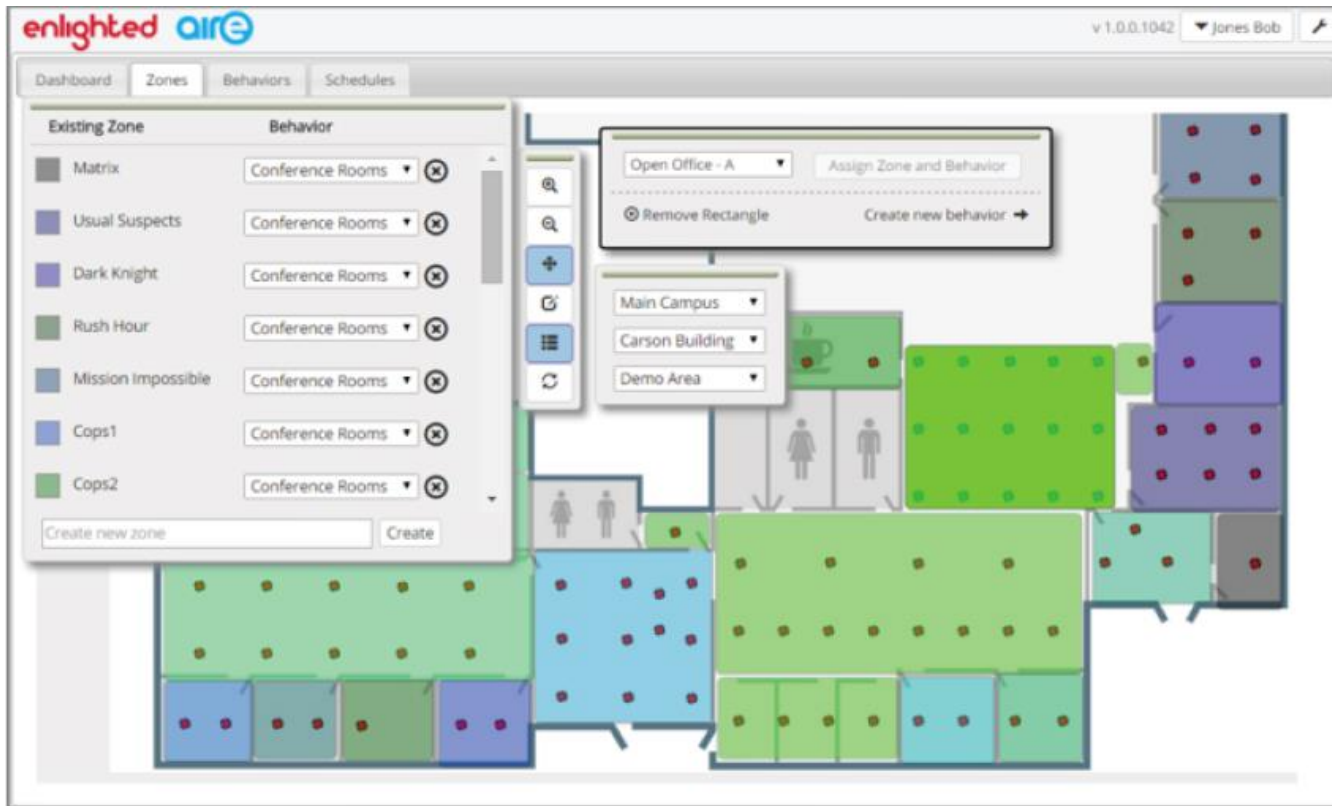 enlighted aire
v 1.0.0.1042 Jones Bob
Dashboard Zones Behaviors Schedules
Existing Zone Behavior
Matrix Conference Rooms
Usual Suspects Conference Rooms
Dark Knight Conference Rooms
Rush Hour Conference Rooms
Mission Impossible Conference Rooms
Cops1 Conference Rooms
Cops2 Conference Rooms
Create new zone Create
Open Office - A Assign Zone and Behavior
Remove Rectangle Create new behavior
Main Campus
Carson Building
Demo Area